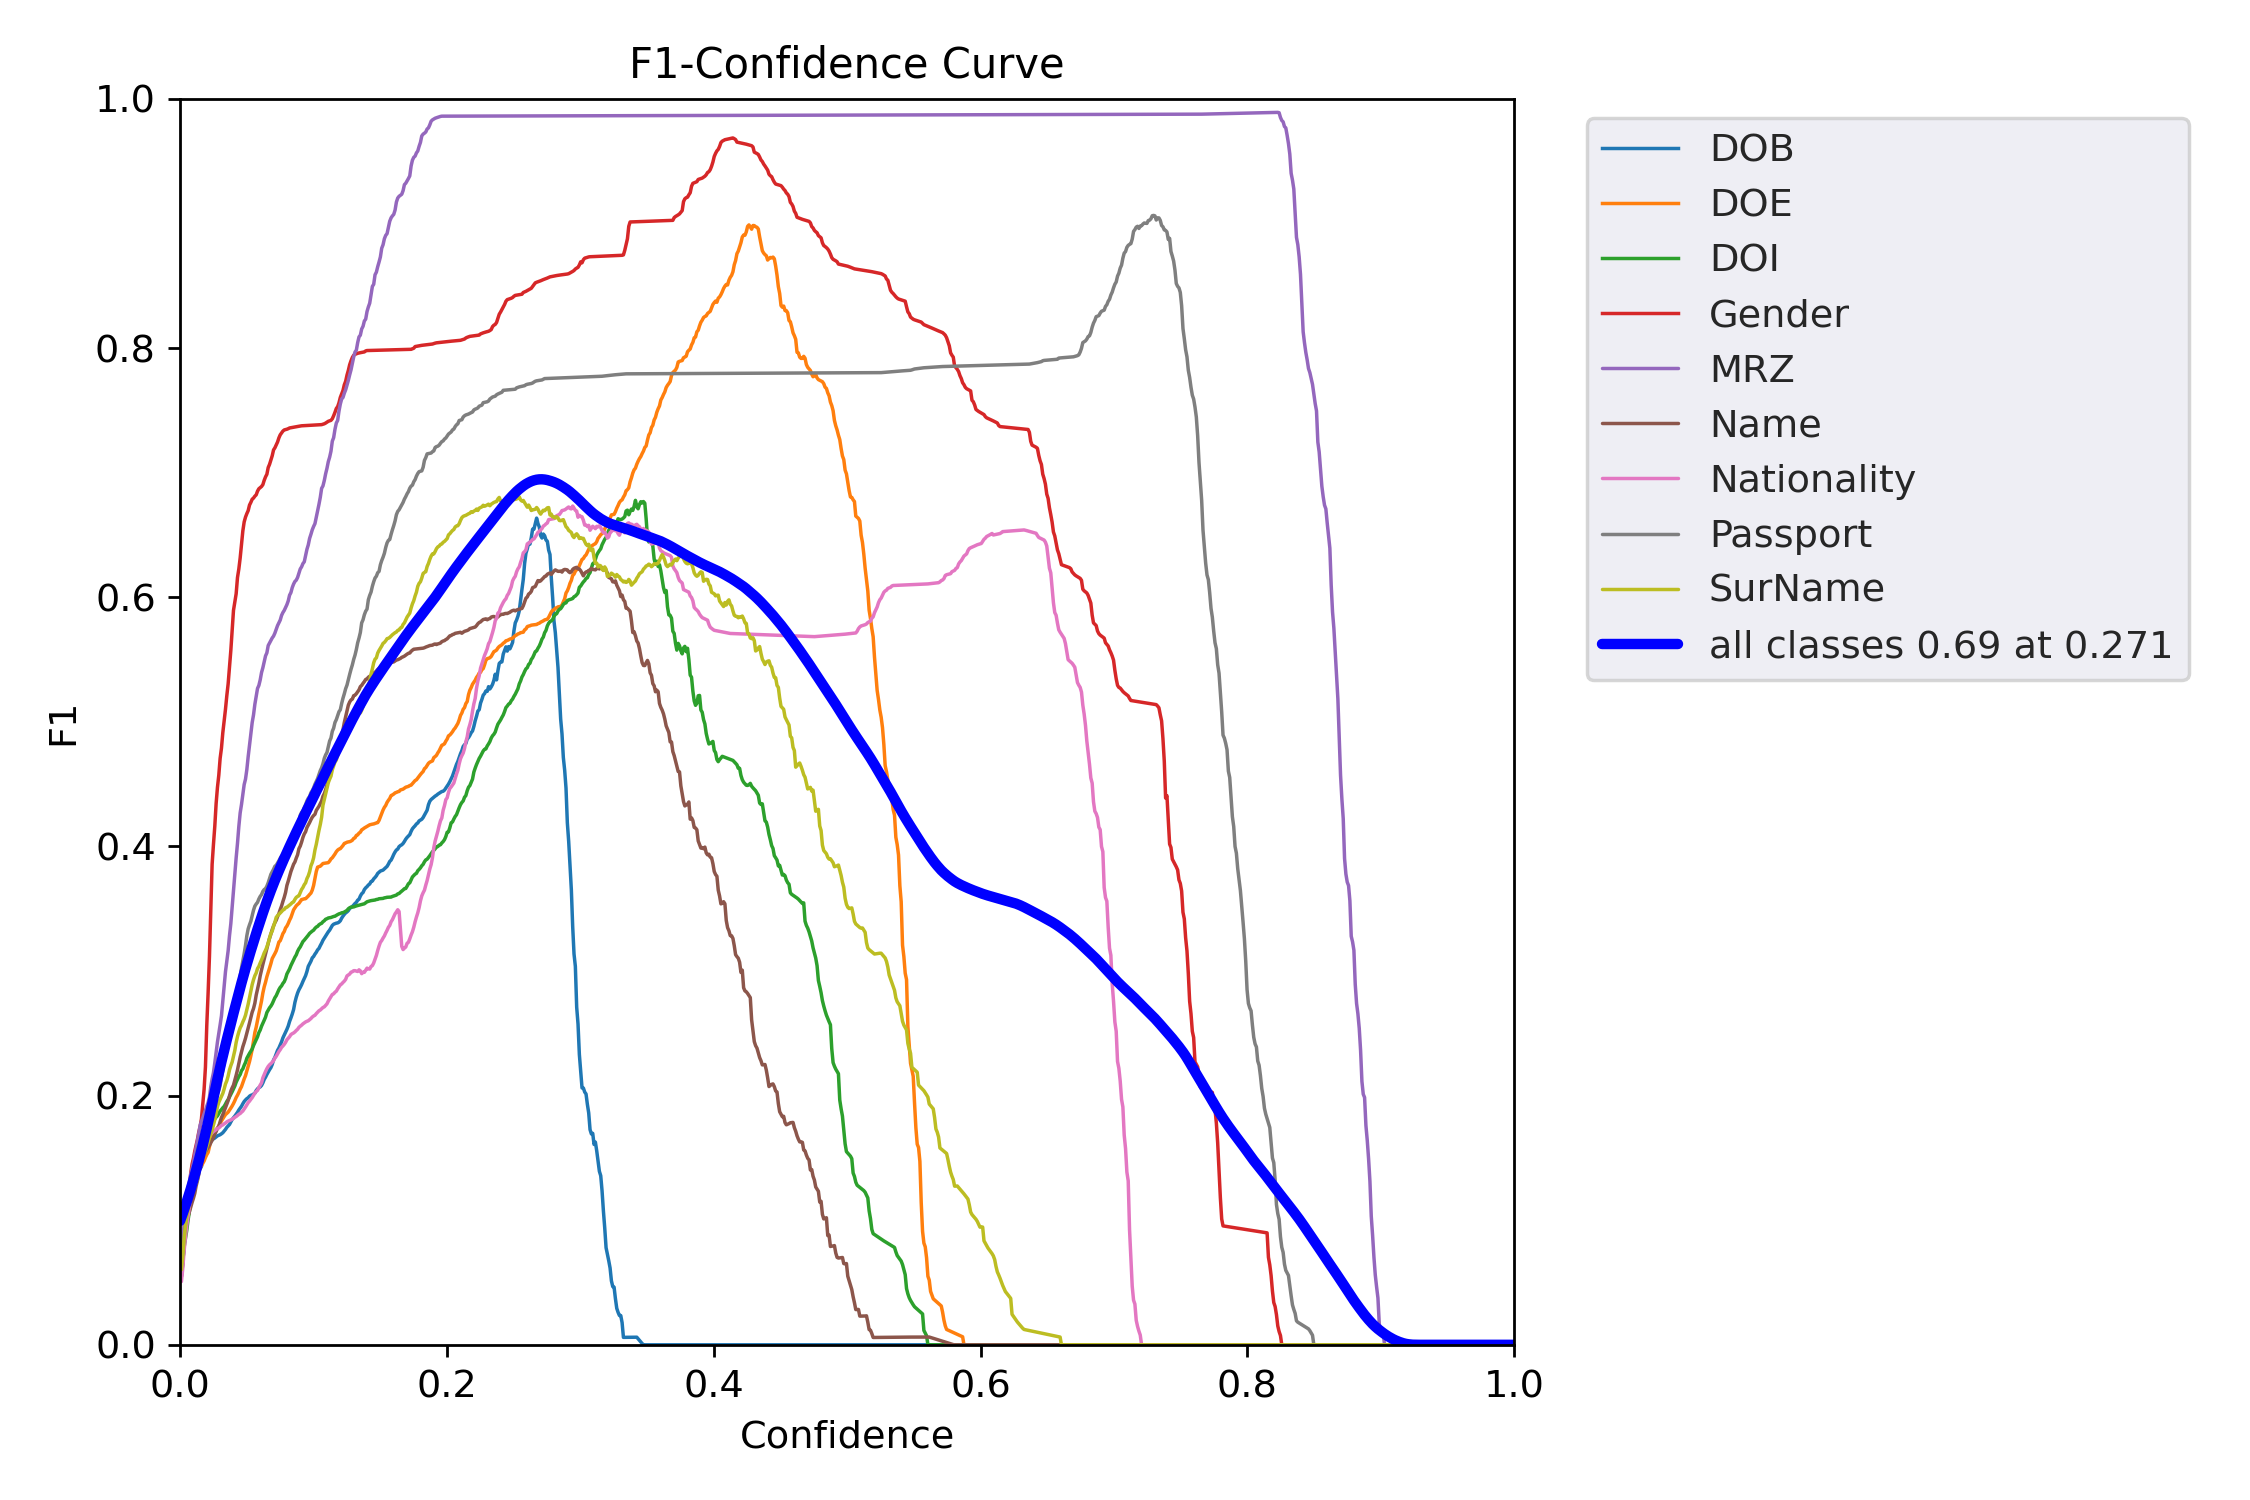 F1-Confidence Curve
1.0
0.8
0.6
0.4
0.2
0.0
F1
0.0 0.2 0.4 0.6 0.8 1.0
Confidence
DOB
DOE
DOI
Gender
MRZ
Name
Nationality
Passport
SurName
all classes 0.69 at 0.271